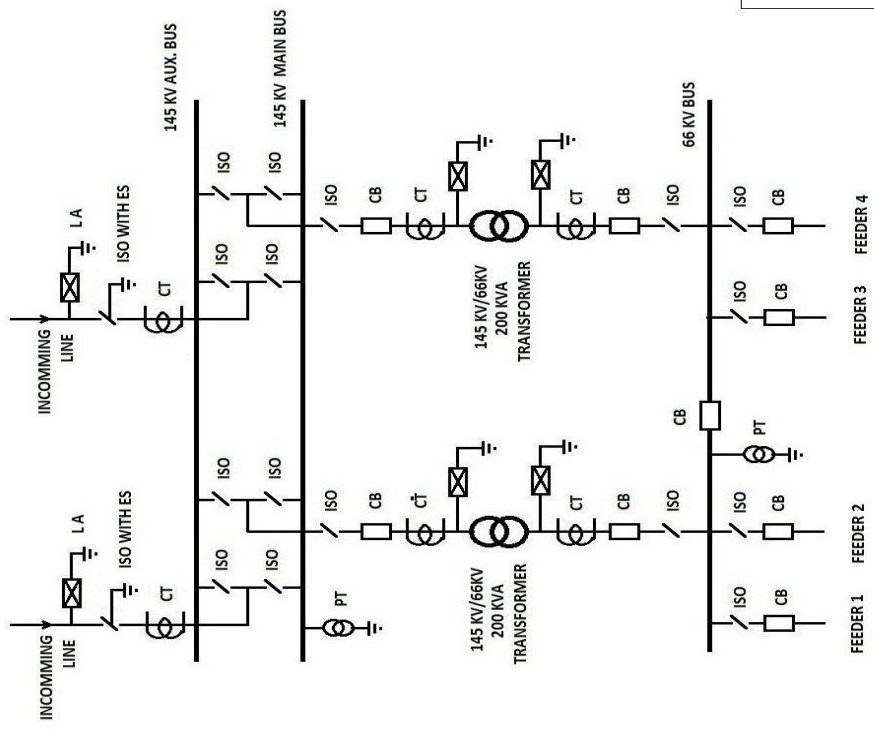 145 KV AUX. BUS
145 KV MAIN BUS
66 KV BUS
INCOMMING
LINE
L A
ISO WITH ES
CT
INCOMMING
LINE
L A
ISO WITH ES
CT
ISO
ISO
ISO
ISO
ISO
ISO
ISO
ISO
PT
ISO
CB
CT
145 KV/66KV
200 KVA
TRANSFORMER
CT
CB
ISO
ISO
CB
CT
145 KV/66KV
200 KVA
TRANSFORMER
CT
CB
ISO
CB
PT
ISO
CB
FEEDER 1
ISO
CB
FEEDER 2
ISO
CB
FEEDER 3
ISO
CB
FEEDER 4